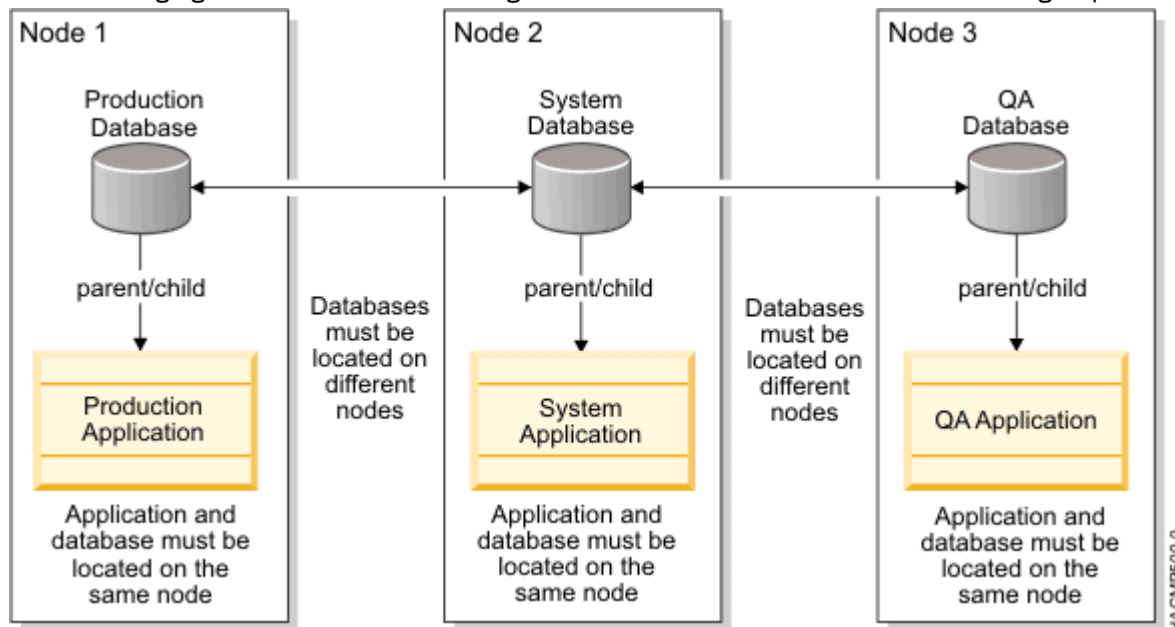 Node 1
Production
Database
parent/child
Production
Application
Application and
database must be
located on the
same node
Databases
must be
located on
different
nodes
Node 2
System
Database
parent/child
System
Application
Application and
database must be
located on the
same node
Databases
must be
located on
different
nodes
Node 3
QA
Database
parent/child
QA Application
Application and
database must be
located on the
same node